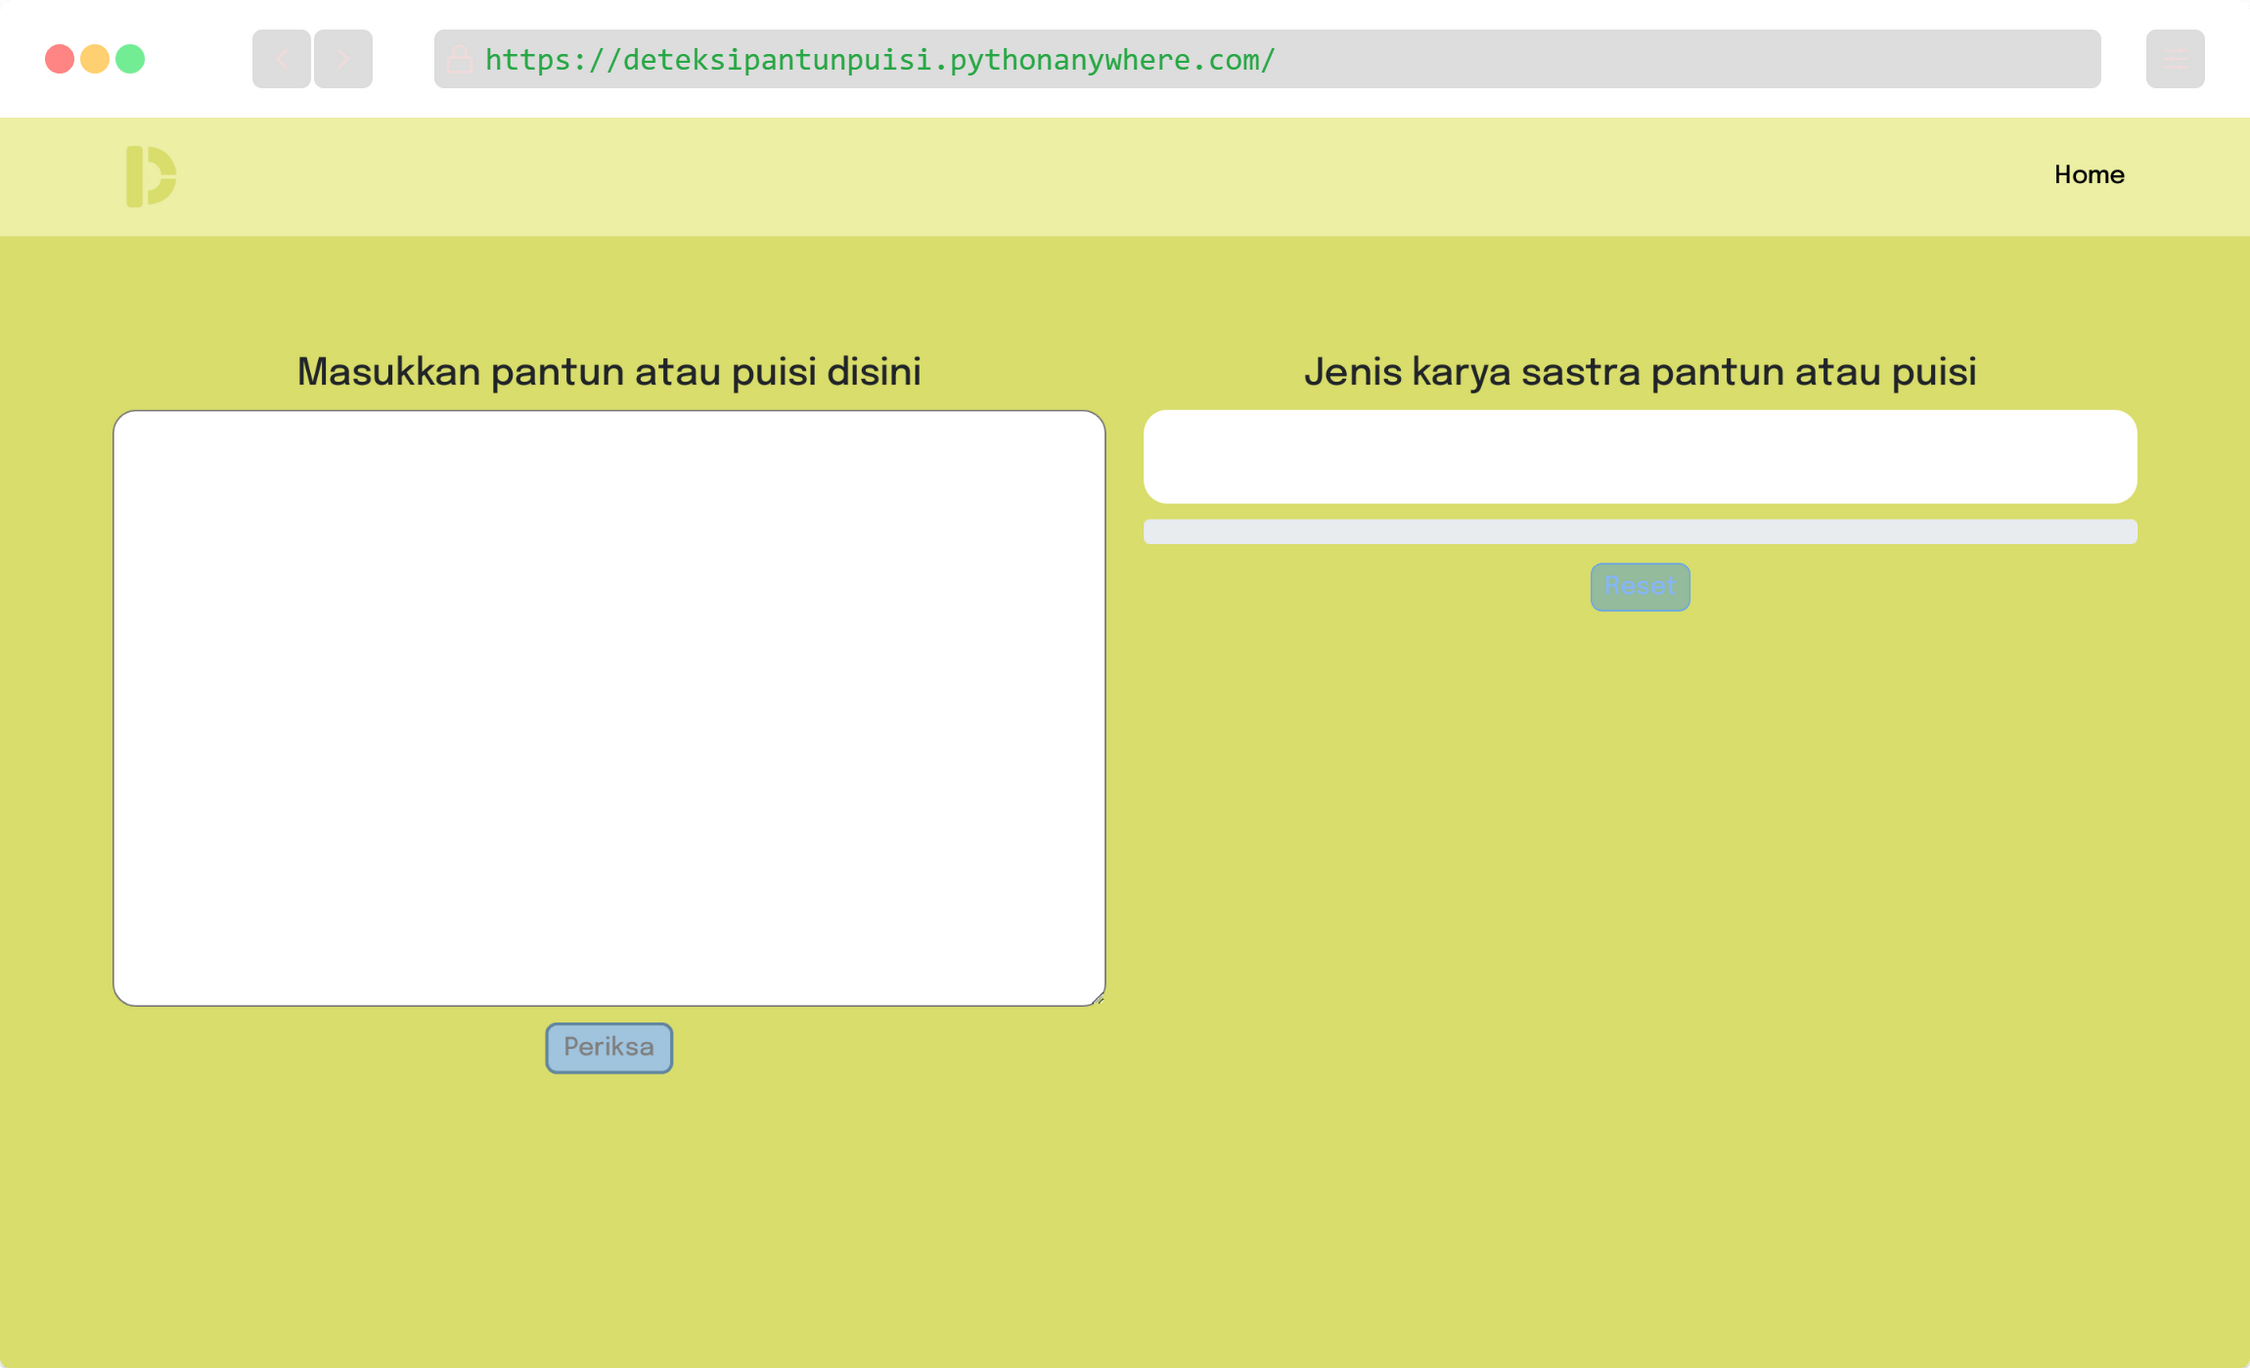 https://deteksipantunpuisi.pythonanywhere.com/
Home
Masukkan pantun atau puisi disini
Jenis karya sastra pantun atau puisi
Reset
Periksa